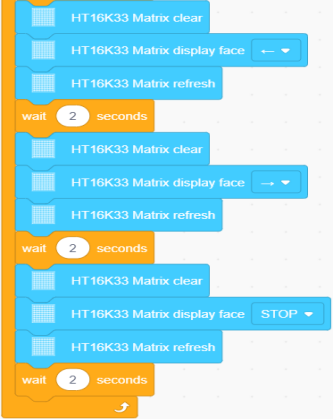 HT16K33 Matrix clear
HT16K33 Matrix display face ←
HT16K33 Matrix refresh
wait 2 seconds
HT16K33 Matrix clear
HT16K33 Matrix display face →
HT16K33 Matrix refresh
wait 2 seconds
HT16K33 Matrix clear
HT16K33 Matrix display face STOP
HT16K33 Matrix refresh
wait 2 seconds